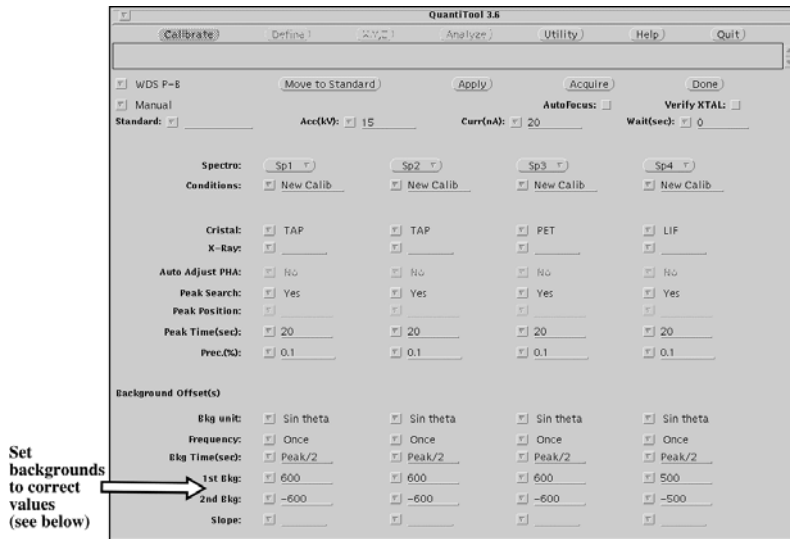 QuantiTool 3.6
Calibrate Define X,Y,Z Analyze Utility Help Quit
WDS P-B Move to Standard Apply Acquire Done
Manual AutoFocus: Verify XTAL:
Standard: Acc(kV): 15 Curr(nA): 20 Wait(sec): 0
Spectro: Sp1 Sp2 Sp3 Sp4
Conditions: New Calib New Calib New Calib New Calib
Cristal: TAP TAP PET LIF
X-Ray:
Auto Adjust PHA: No No No No
Peak Search: Yes Yes Yes Yes
Peak Position:
Peak Time(sec): 20 20 20 20
Prec.(%): 0.1 0.1 0.1 0.1
Background Offset(s)
Bkg unit: Sin theta Sin theta Sin theta Sin theta
Frequency: Once Once Once Once
Bkg Time(sec): Peak/2 Peak/2 Peak/2 Peak/2
1st Bkg: 600 600 600 500
2nd Bkg: -600 -600 -600 -500
Slope:
Set
backgrounds
to correct
values
(see below)